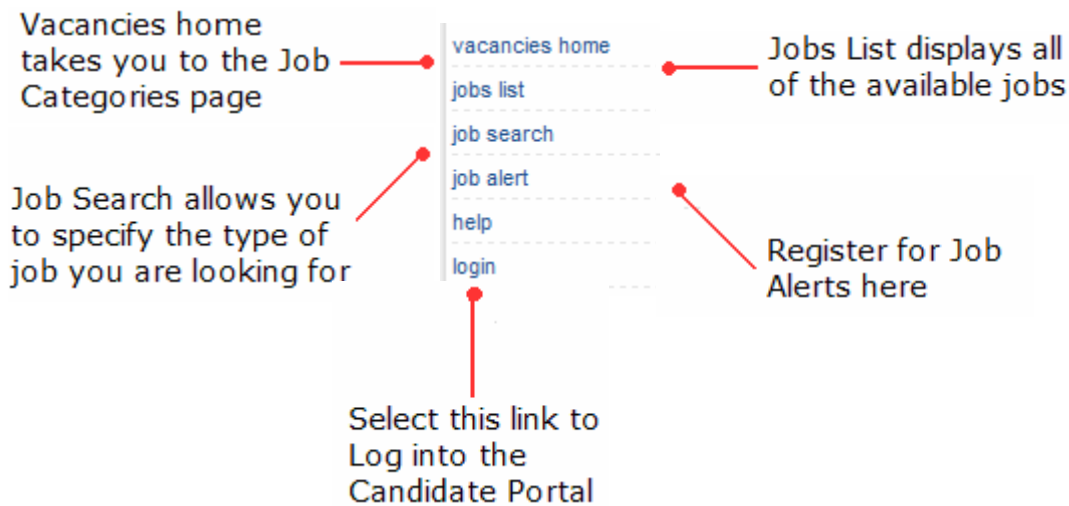 Vacancies home
takes you to the Job
Categories page
vacancies home
jobs list
job search
job alert
help
login
Jobs List displays all
of the available jobs
Job Search allows you
to specify the type of
job you are looking for
Register for Job
Alerts here
Select this link to
Log into the
Candidate Portal